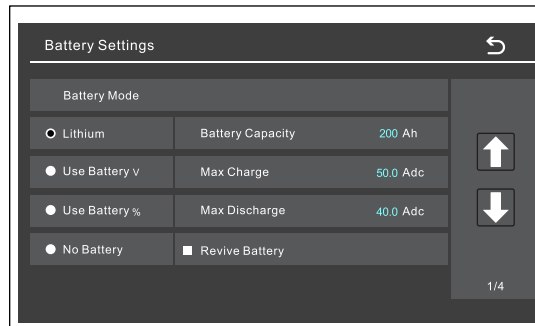 Battery Settings
Battery Mode
Lithium
Battery Capacity 200 Ah
Use Battery V
Max Charge 50.0 Adc
Use Battery %
Max Discharge 40.0 Adc
No Battery
Revive Battery
1/4